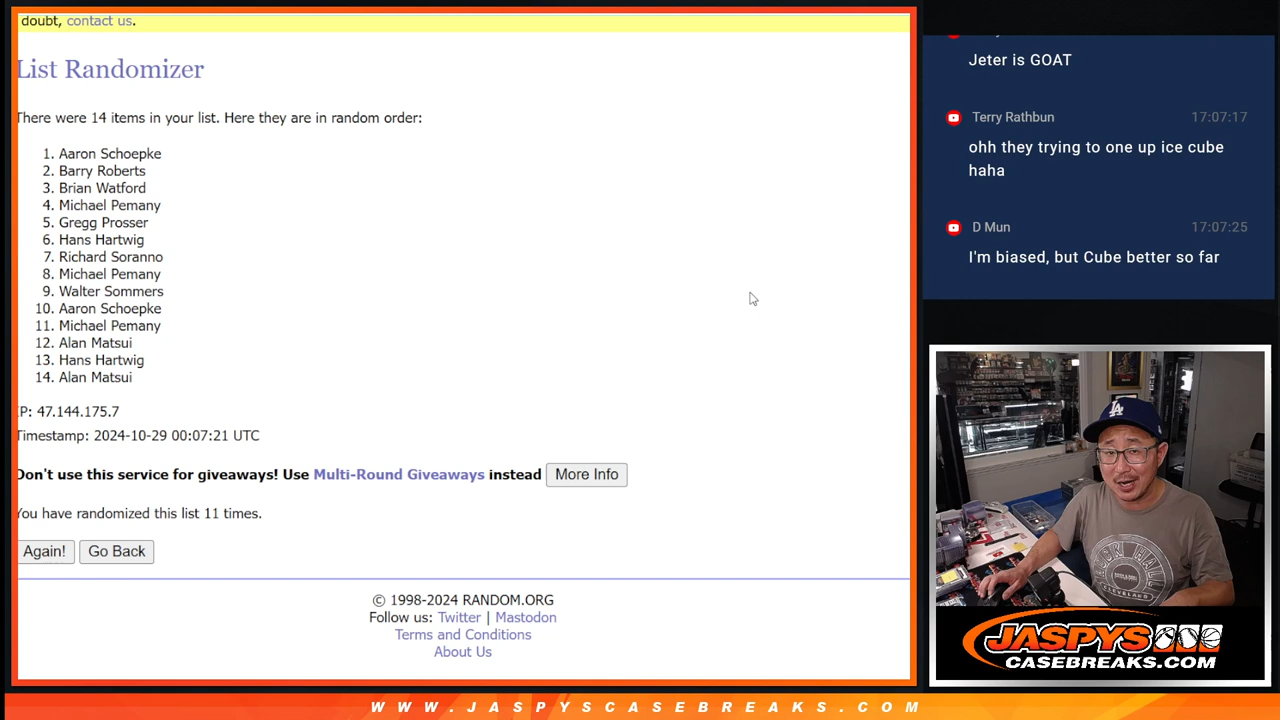 doubt, contact us.
List Randomizer
There were 14 items in your list. Here they are in random order:
1. Aaron Schoepke
2. Barry Roberts
3. Brian Watford
4. Michael Pemany
5. Gregg Prosser
6. Hans Hartwig
7. Richard Soranno
8. Michael Pemany
9. Walter Sommers
10. Aaron Schoepke
11. Michael Pemany
12. Alan Matsui
13. Hans Hartwig
14. Alan Matsui
IP: 47.144.175.7
Timestamp: 2024-10-29 00:07:21 UTC
Don't use this service for giveaways! Use Multi-Round Giveaways instead More Info
You have randomized this list 11 times.
Again! Go Back
© 1998-2024 RANDOM.ORG
Follow us: Twitter | Mastodon
Terms and Conditions
About Us
Jeter is GOAT
Terry Rathbun 17:07:17
ohh they trying to one up ice cube
haha
D Mun 17:07:25
I'm biased, but Cube better so far
LA
CLEVELAND
JASPYS
CASEBREAKS.COM
WWW.JASPYSCASEBREAKS.COM